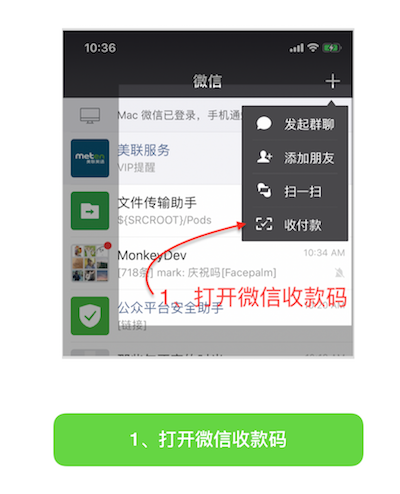 10:36
微信
Mac 微信已登录，手机通
发起群聊
美联服务
VIP提醒
添加朋友
扫一扫
文件传输助手
${SRCROOT}/Pods
收付款
MonkeyDev
10:34 AM
[718条] mark: 庆祝吗[Facepalm]
1、打开微信收款码
公众平台安全助手
[链接]
1、打开微信收款码